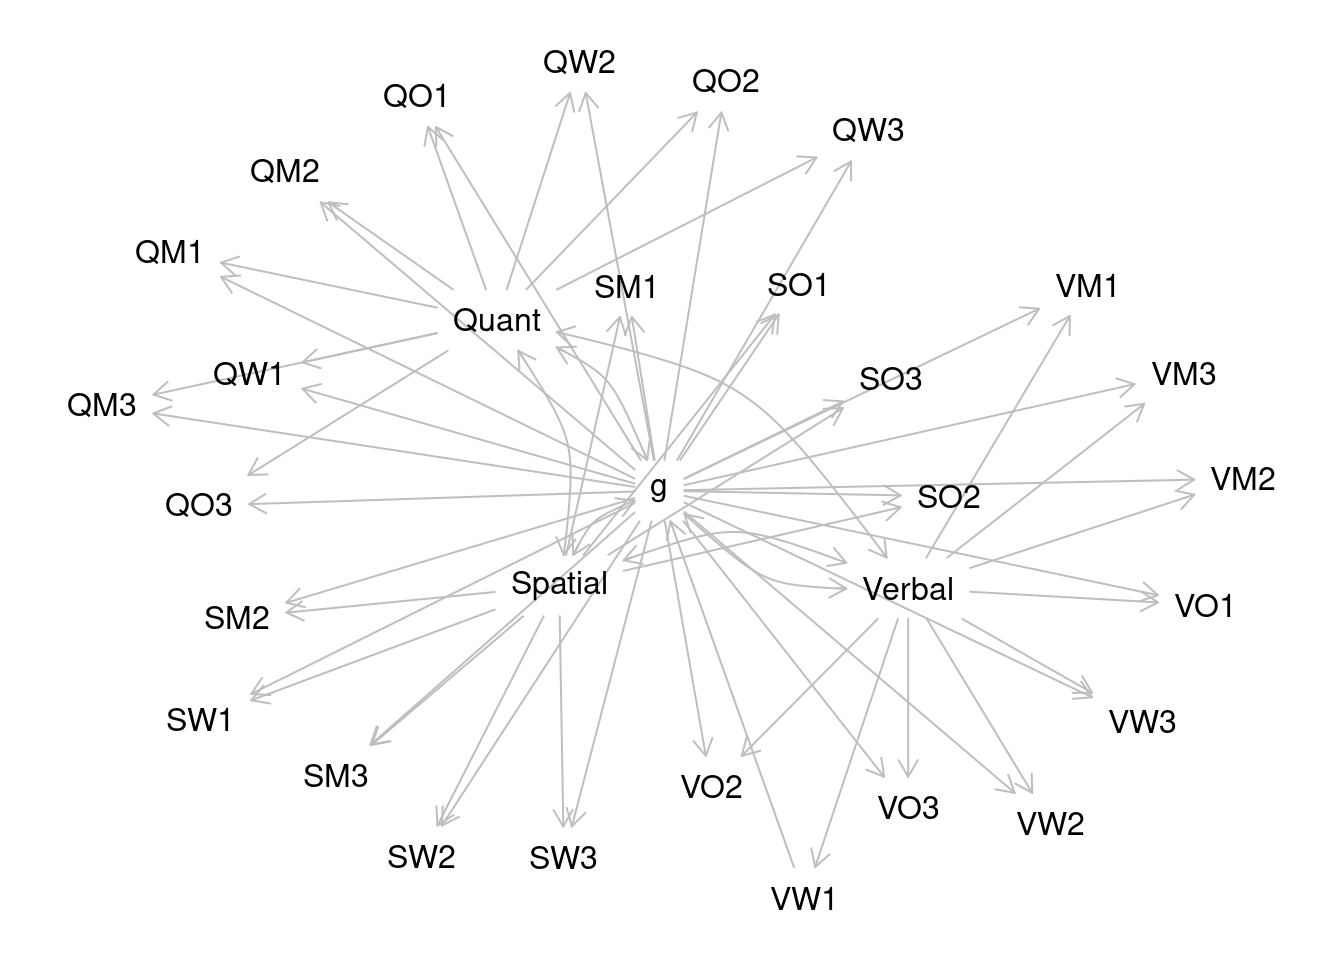 QW2
QO2
QO1
QW3
QM2
QM1
SM1
SO1
VM1
Quant
QW1
SO3
VM3
QM3
g
VM2
QO3
SO2
Spatial
Verbal
SM2
VO1
SW1
VW3
SM3
VO2
VO3
VW2
SW2
SW3
VW1